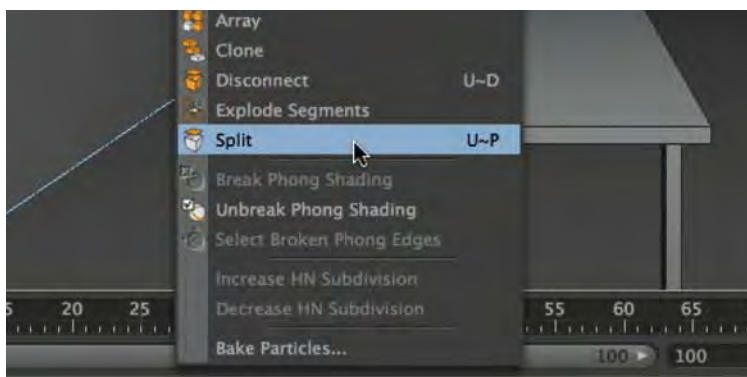 Array
Clone
Disconnect U~D
Explode Segments
Split U~P
Break Phong Shading
Unbreak Phong Shading
Select Broken Phong Edges
Increase HN Subdivision
Decrease HN Subdivision
5 20 25 55 60 65
Bake Particles...
100 100